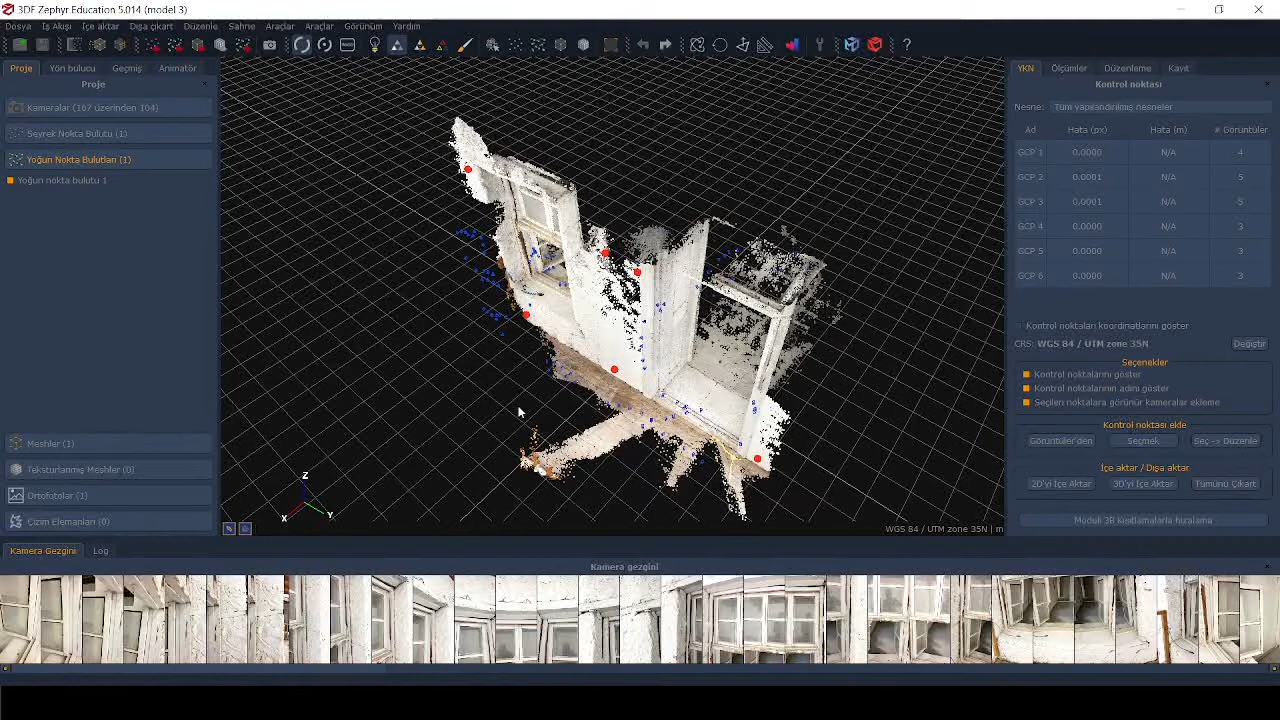 3DF Zephyr Education 5.014 (model 3)
Dosya İş Akışı İçe aktar Dışa çıkart Düzenle Sahne Araçlar Araçlar Görünüm Yardım
Proje Yön bulucu Geçmiş Animatör
Proje
Kameralar (167 üzerinden 164)
Seyrek Nokta Bulutu (1)
Yoğun Nokta Bulutları (1)
Yoğun nokta bulutu 1
Meshler (1)
Teksturlanmış Meshler (0)
Ortofotolar (1)
Çizim Elemanları (0)
Z
X
Y
WGS 84 / UTM zone 35N | m
YKN Ölçümler Düzenleme Kayıt
Kontrol noktası
Nesne: Tüm yapılandırılmış nesneler
Ad Hata (px) Hata (m) # Görüntüler
GCP 1 0.0000 N/A 4
GCP 2 0.0001 N/A 5
GCP 3 0.0001 N/A 5
GCP 4 0.0000 N/A 3
GCP 5 0.0000 N/A 3
GCP 6 0.0000 N/A 3
Kontrol noktaları koordinatlarını göster
CRS: WGS 84 / UTM zone 35N Değiştir
Seçenekler
Kontrol noktalarını göster
Kontrol noktalarının adını göster
Seçilen noktalara görünür kameralar ekleme
Kontrol noktası ekle
Görüntüler'den Seçmek Seç -> Düzenle
İçe aktar / Dışa aktar
2D'yi İçe Aktar 3D'yi İçe Aktar Tümünü Çıkart
Modülü 3B Kısıtlamalarla hizalama
Kamera Gezgini Log
Kamera gezgini